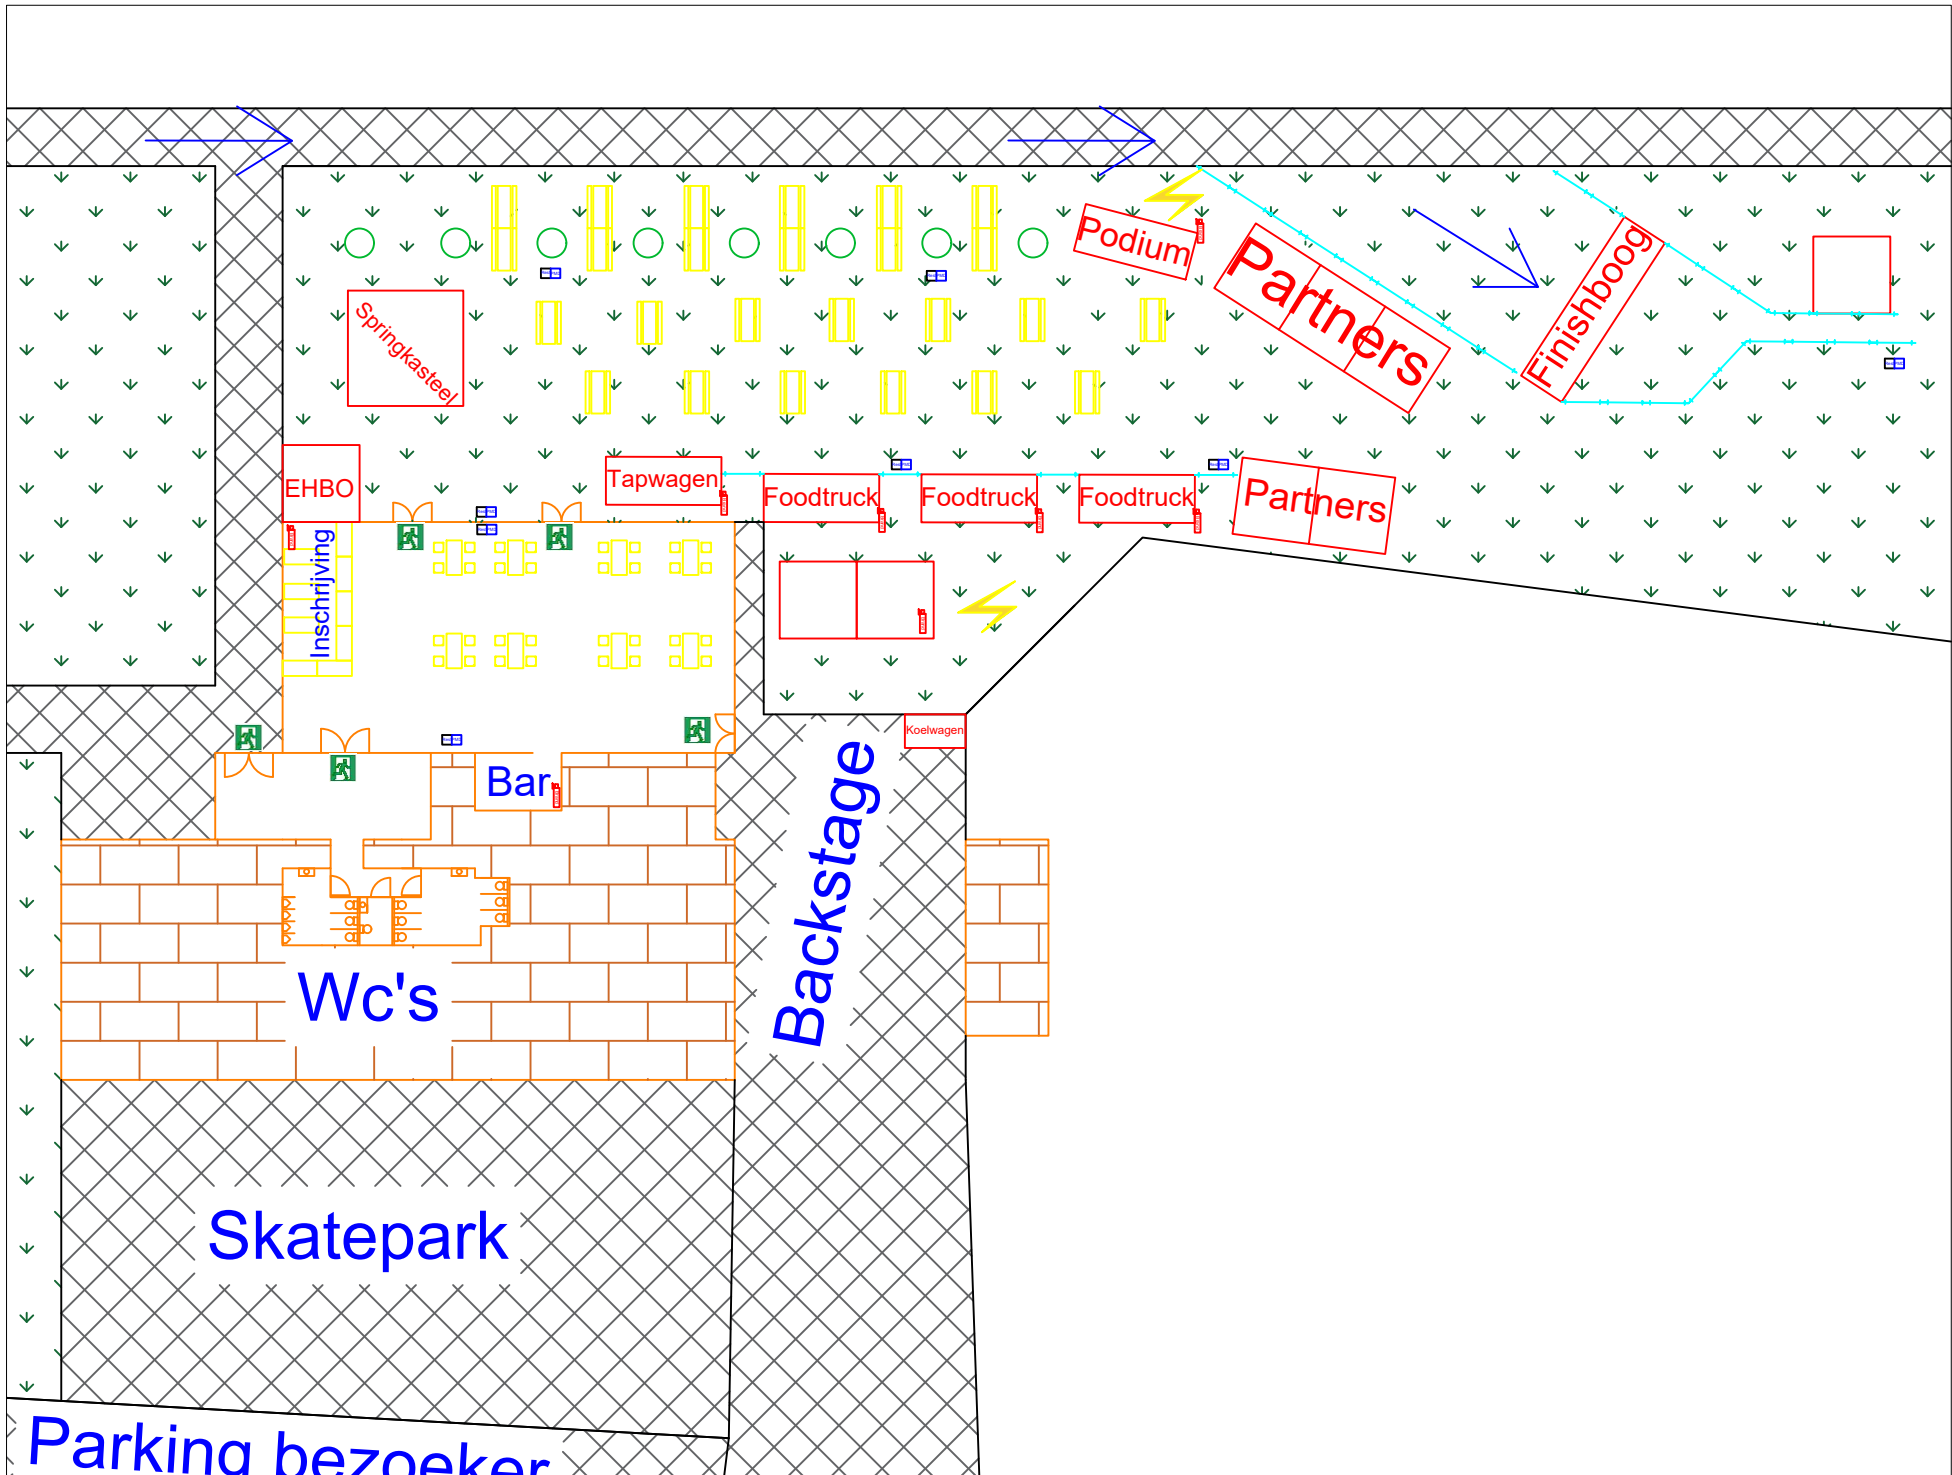 Podium
Partners
Finishboog
Springkasteel
EHBO
Tapwagen
Foodtruck
Foodtruck
Foodtruck
Partners
Inschrijving
Koelwagen
Bar
Backstage
Wc's
Skatepark
Parking bezoeker